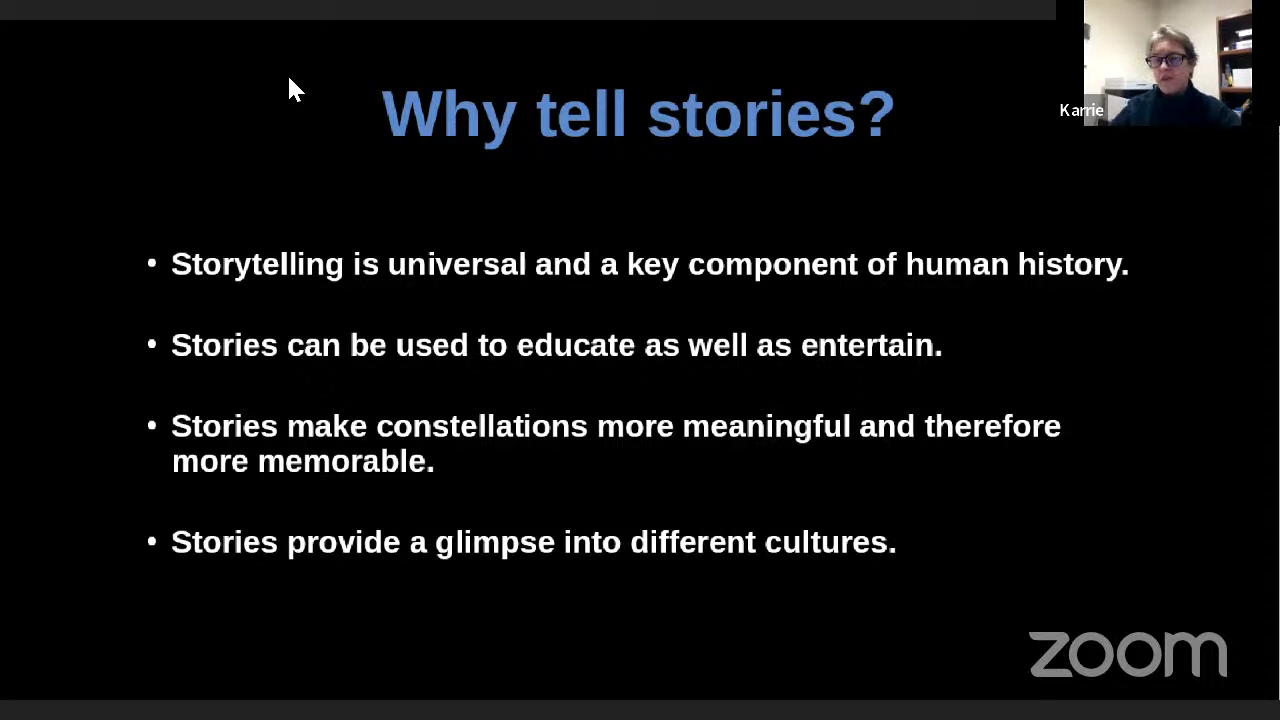 Why tell stories?
Karrie
• Storytelling is universal and a key component of human history.
• Stories can be used to educate as well as entertain.
• Stories make constellations more meaningful and therefore
more memorable.
• Stories provide a glimpse into different cultures.
zoom